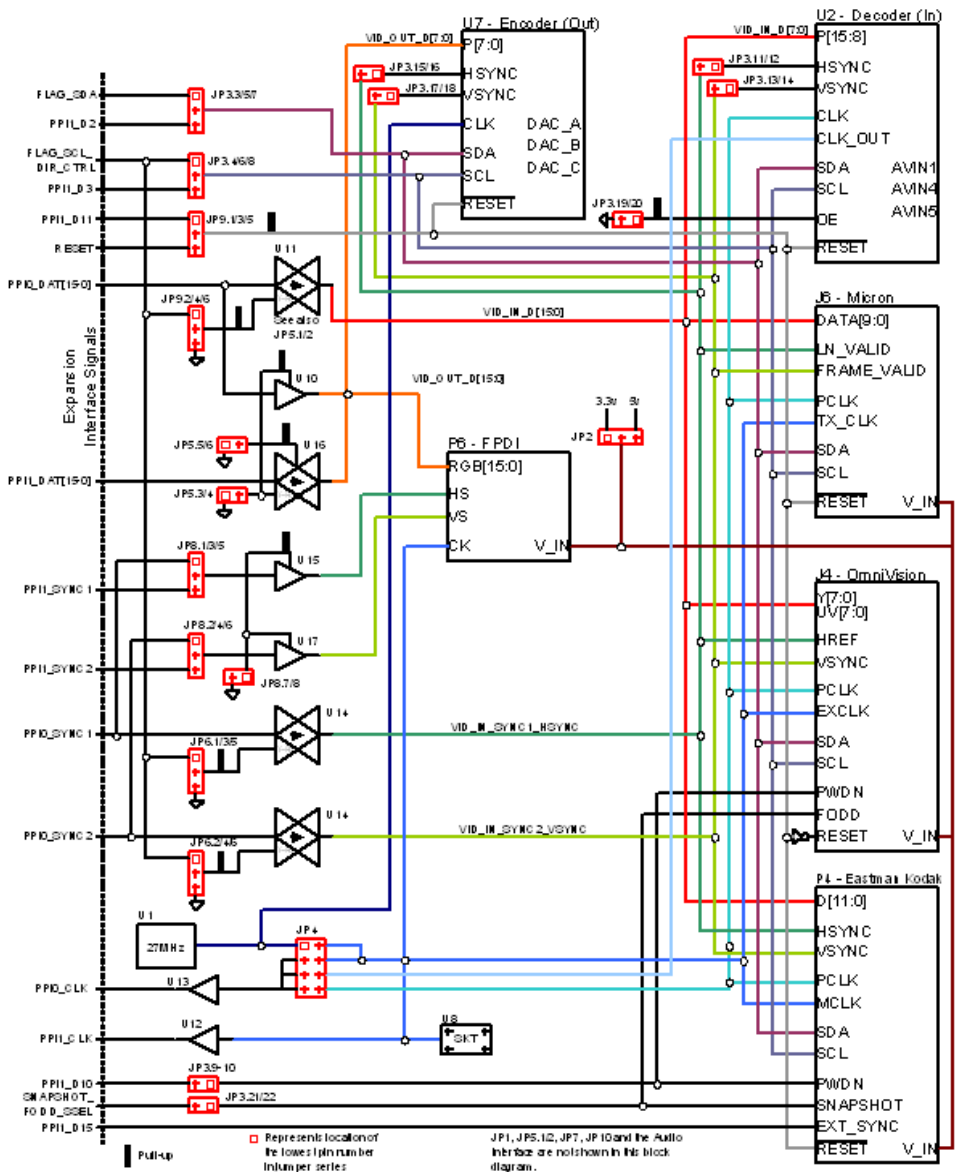 U7 - Encoder (Out)
VID_OUT_D[7:0]
P[7:0]
JP3.15/16
HSYNC
JP3.17/18
VSYNC
CLK
DAC_A
DAC_B
SDA
DAC_C
SCL
RESET
U2 - Decoder (In)
VID_IN_D[7:0]
P[15:8]
JP3.11/12
HSYNC
JP3.13/14
VSYNC
CLK
CLK_OUT
SDA
AVIN1
SCL
AVIN4
AVIN5
JP3.19/20
OE
RESET
FLAG_SDA
JP3.3/5/7
PPI1_D2
FLAG_SCL_
DIR_CTRL
JP3.4/6/8
PPI1_D3
PPI1_D11
JP9.1/3/5
RESET
U11
PPI0_DAT[15:0]
JP9.2/4/6
See also
JP5.1/2
VID_IN_D[15:0]
Expansion
Interface Signals
U10
VID_OUT_D[15:0]
JP5.5/6
U16
PPI1_DAT[15:0]
JP5.3/4
3.3v
5v
JP2
P6 - FPDI
RGB[15:0]
HS
VS
CK
V_IN
J6 - Micron
DATA[9:0]
LN_VALID
FRAME_VALID
PCLK
TX_CLK
SDA
SCL
RESET
V_IN
JP8.1/3/5
U15
PPI1_SYNC1
JP8.2/4/6
U17
PPI1_SYNC2
JP8.7/8
J4 - OmniVision
Y[7:0]
UV[7:0]
HREF
VSYNC
PCLK
EXCLK
SDA
SCL
PWDN
FODD
RESET
V_IN
U14
PPI0_SYNC1
VID_IN_SYNC1_HSYNC
JP6.1/3/5
U14
PPI0_SYNC2
VID_IN_SYNC2_VSYNC
JP6.2/4/6
P4 - Eastman Kodak
D[11:0]
HSYNC
VSYNC
PCLK
MCLK
SDA
SCL
PWDN
SNAPSHOT
EXT_SYNC
RESET
V_IN
U1
27MHz
JP4
U13
PPI0_CLK
U12
PPI1_CLK
U8
SKT
JP3.9-10
PPI1_D10
SNAPSHOT_
FODD_SSEL
JP3.21/22
PPI1_D15
Pull-up
Represents location of
the lowest pin number
in jumper series
JP1, JP5.1/2, JP7, JP10 and the Audio
Interface are not shown in this block
diagram.